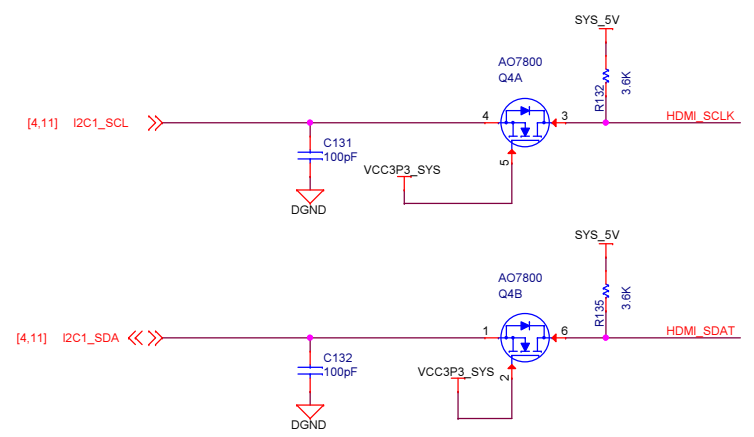 SYS_5V
AO7800
Q4A
R132
3.6K
[4,11] I2C1_SCL
4
3
HDMI_SCLK
C131
100pF
5
VCC3P3_SYS
DGND
SYS_5V
AO7800
Q4B
R135
3.6K
[4,11] I2C1_SDA
1
6
HDMI_SDAT
C132
100pF
VCC3P3_SYS
2
DGND